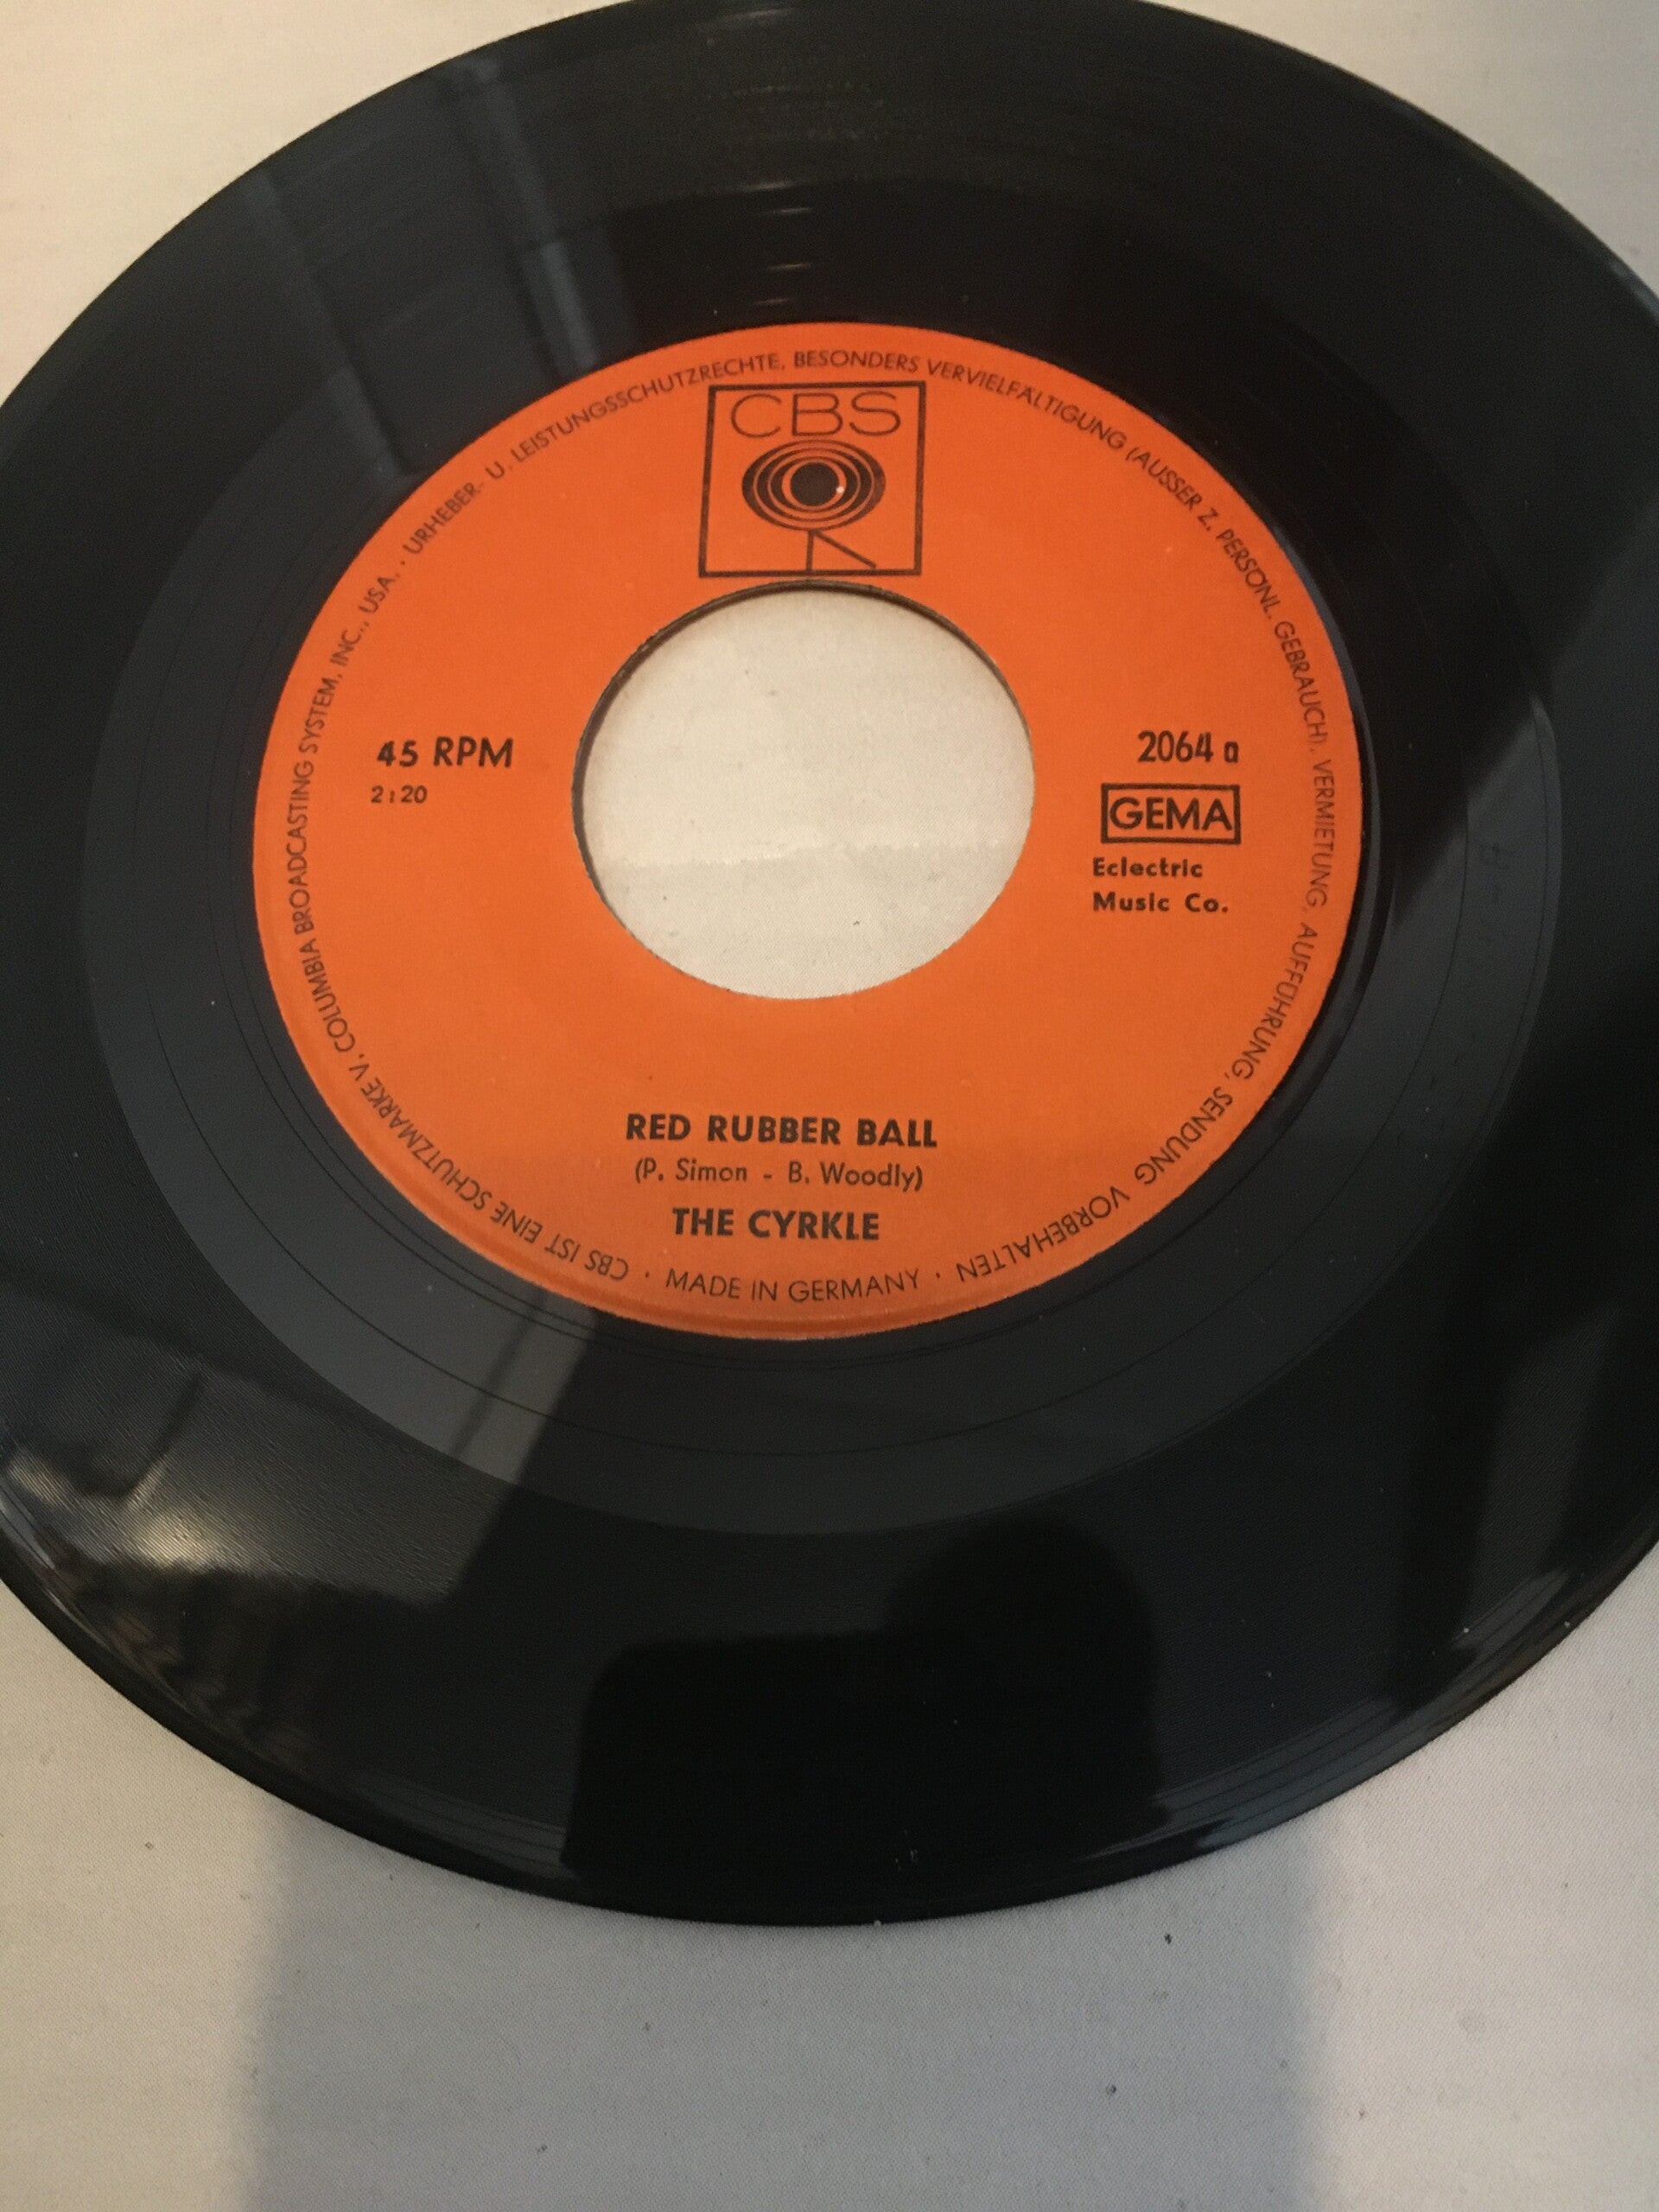 CBS
45 RPM
2:20
2064 a
GEMA
Eclectric
Music Co.
RED RUBBER BALL
(P. Simon - B. Woodly)
THE CYRKLE
· MADE IN GERMANY ·
CBS IST EINE SCHUTZMARKE V. COLUMBIA BROADCASTING SYSTEM, INC., USA. · URHEBER- U. LEISTUNGSSCHUTZRECHTE, BESONDERS VERVIELFÄLTIGUNG (AUSSER Z. PERSÖNL. GEBRAUCH), VERMIETUNG, AUFFÜHRUNG, SENDUNG VORBEHALTEN